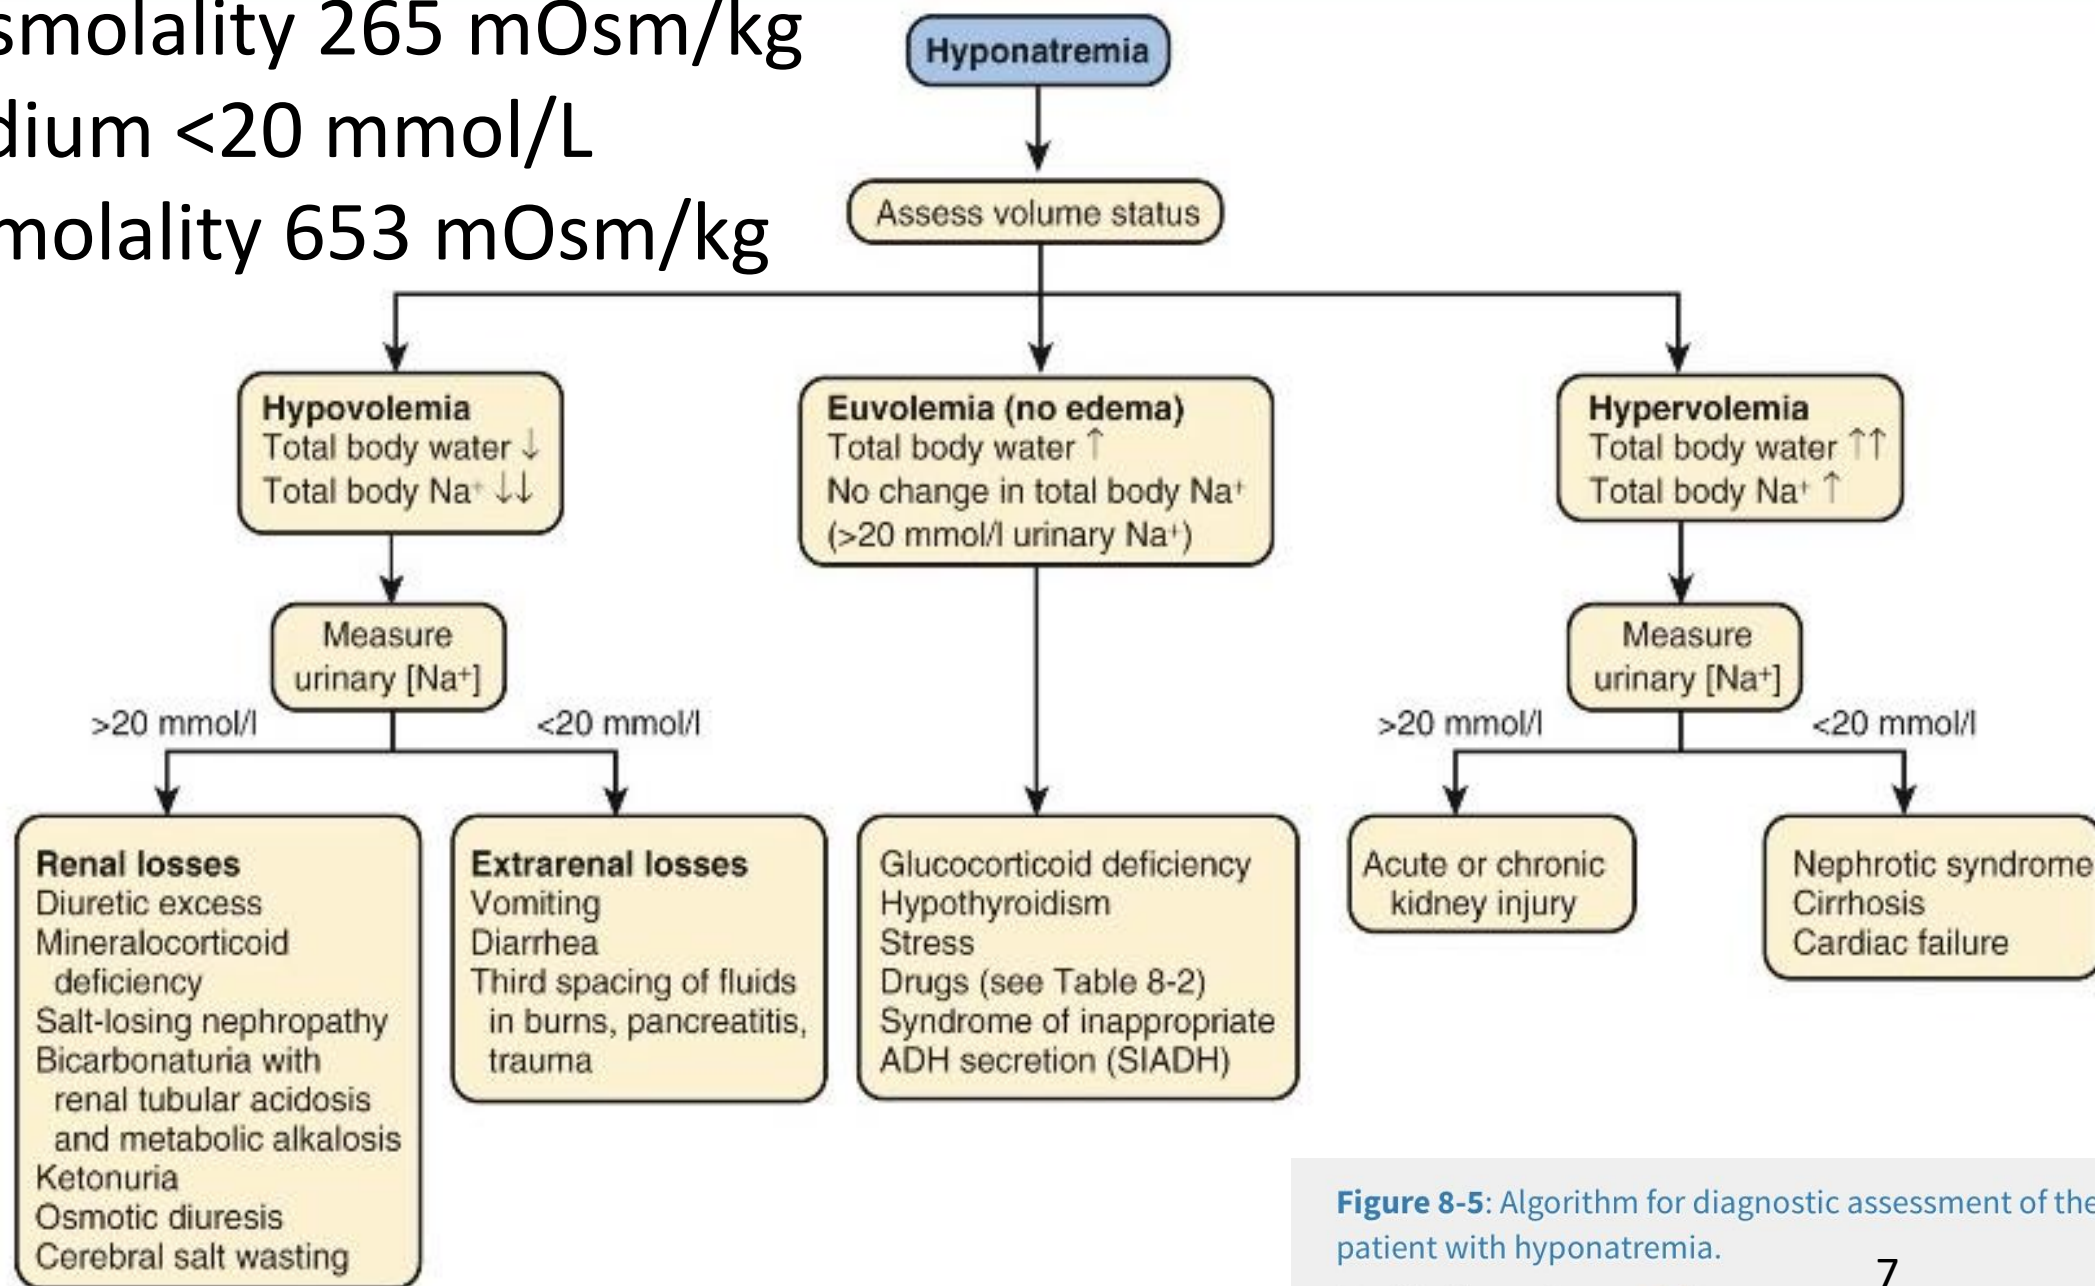 smolality 265 mOsm/kg
dium <20 mmol/L
molality 653 mOsm/kg
Hyponatremia
Assess volume status
Hypovolemia
Total body water ↓
Total body Na⁺ ↓↓
Euvolemia (no edema)
Total body water ↑
No change in total body Na⁺
(>20 mmol/l urinary Na⁺)
Hypervolemia
Total body water ↑↑
Total body Na⁺ ↑
Measure
urinary [Na⁺]
Measure
urinary [Na⁺]
>20 mmol/l
<20 mmol/l
>20 mmol/l
<20 mmol/l
Renal losses
Diuretic excess
Mineralocorticoid
deficiency
Salt-losing nephropathy
Bicarbonaturia with
renal tubular acidosis
and metabolic alkalosis
Ketonuria
Osmotic diuresis
Cerebral salt wasting
Extrarenal losses
Vomiting
Diarrhea
Third spacing of fluids
in burns, pancreatitis,
trauma
Glucocorticoid deficiency
Hypothyroidism
Stress
Drugs (see Table 8-2)
Syndrome of inappropriate
ADH secretion (SIADH)
Acute or chronic
kidney injury
Nephrotic syndrome
Cirrhosis
Cardiac failure
Figure 8-5: Algorithm for diagnostic assessment of the
patient with hyponatremia.
7